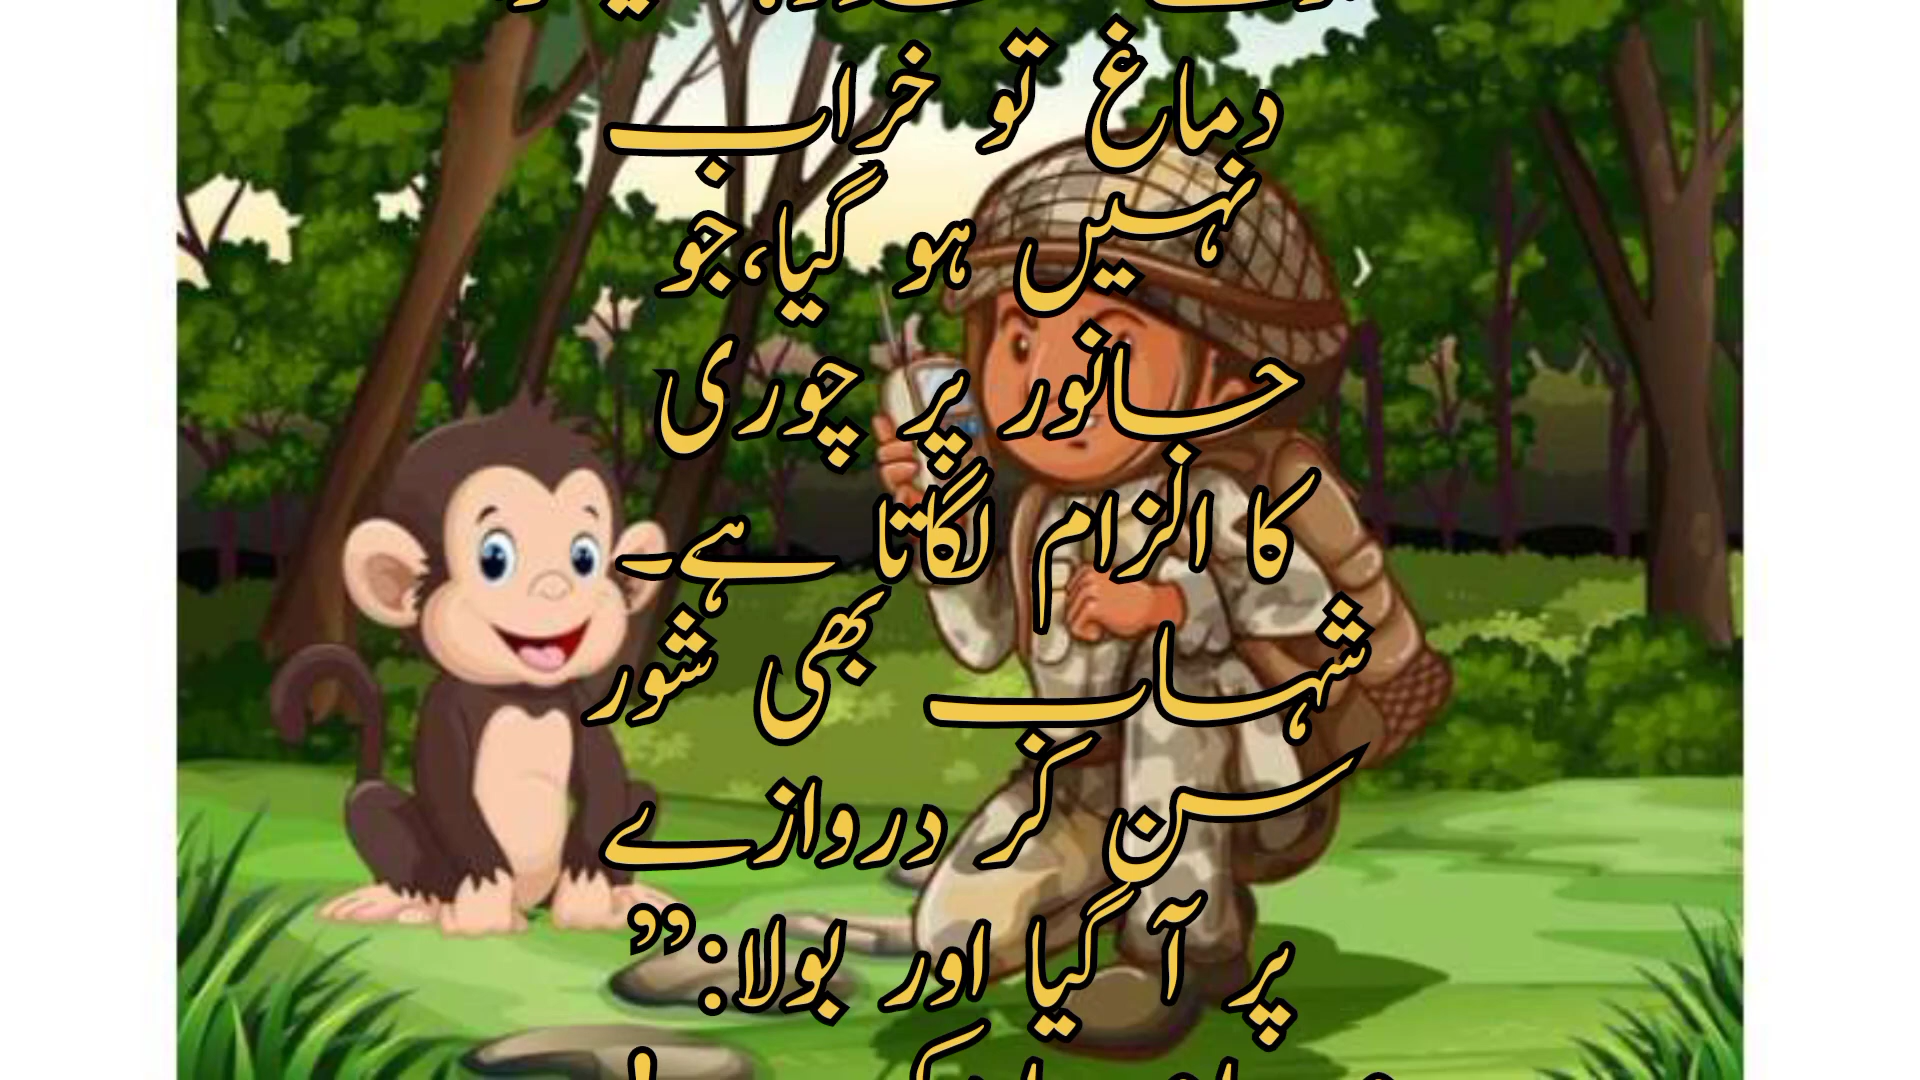 دماغ تو خراب
نہیں ہو گیا،جو
جانور پر چوری
کا الزام لگاتا ہے۔
شہاب بھی شور
سن کر دروازے
پر آ گیا اور بولا:”